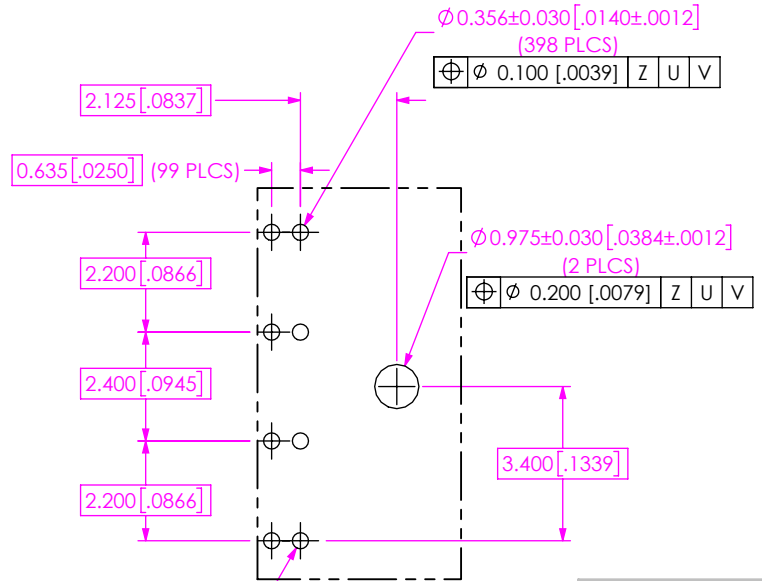 ⌀0.356±0.030[.0140±.0012]
(398 PLCS)
⌖ ⌀ 0.100 [.0039] Z U V
2.125[.0837]
0.635[.0250] (99 PLCS)
⌀0.975±0.030[.0384±.0012]
(2 PLCS)
⌖ ⌀ 0.200 [.0079] Z U V
2.200[.0866]
2.400[.0945]
3.400[.1339]
2.200[.0866]